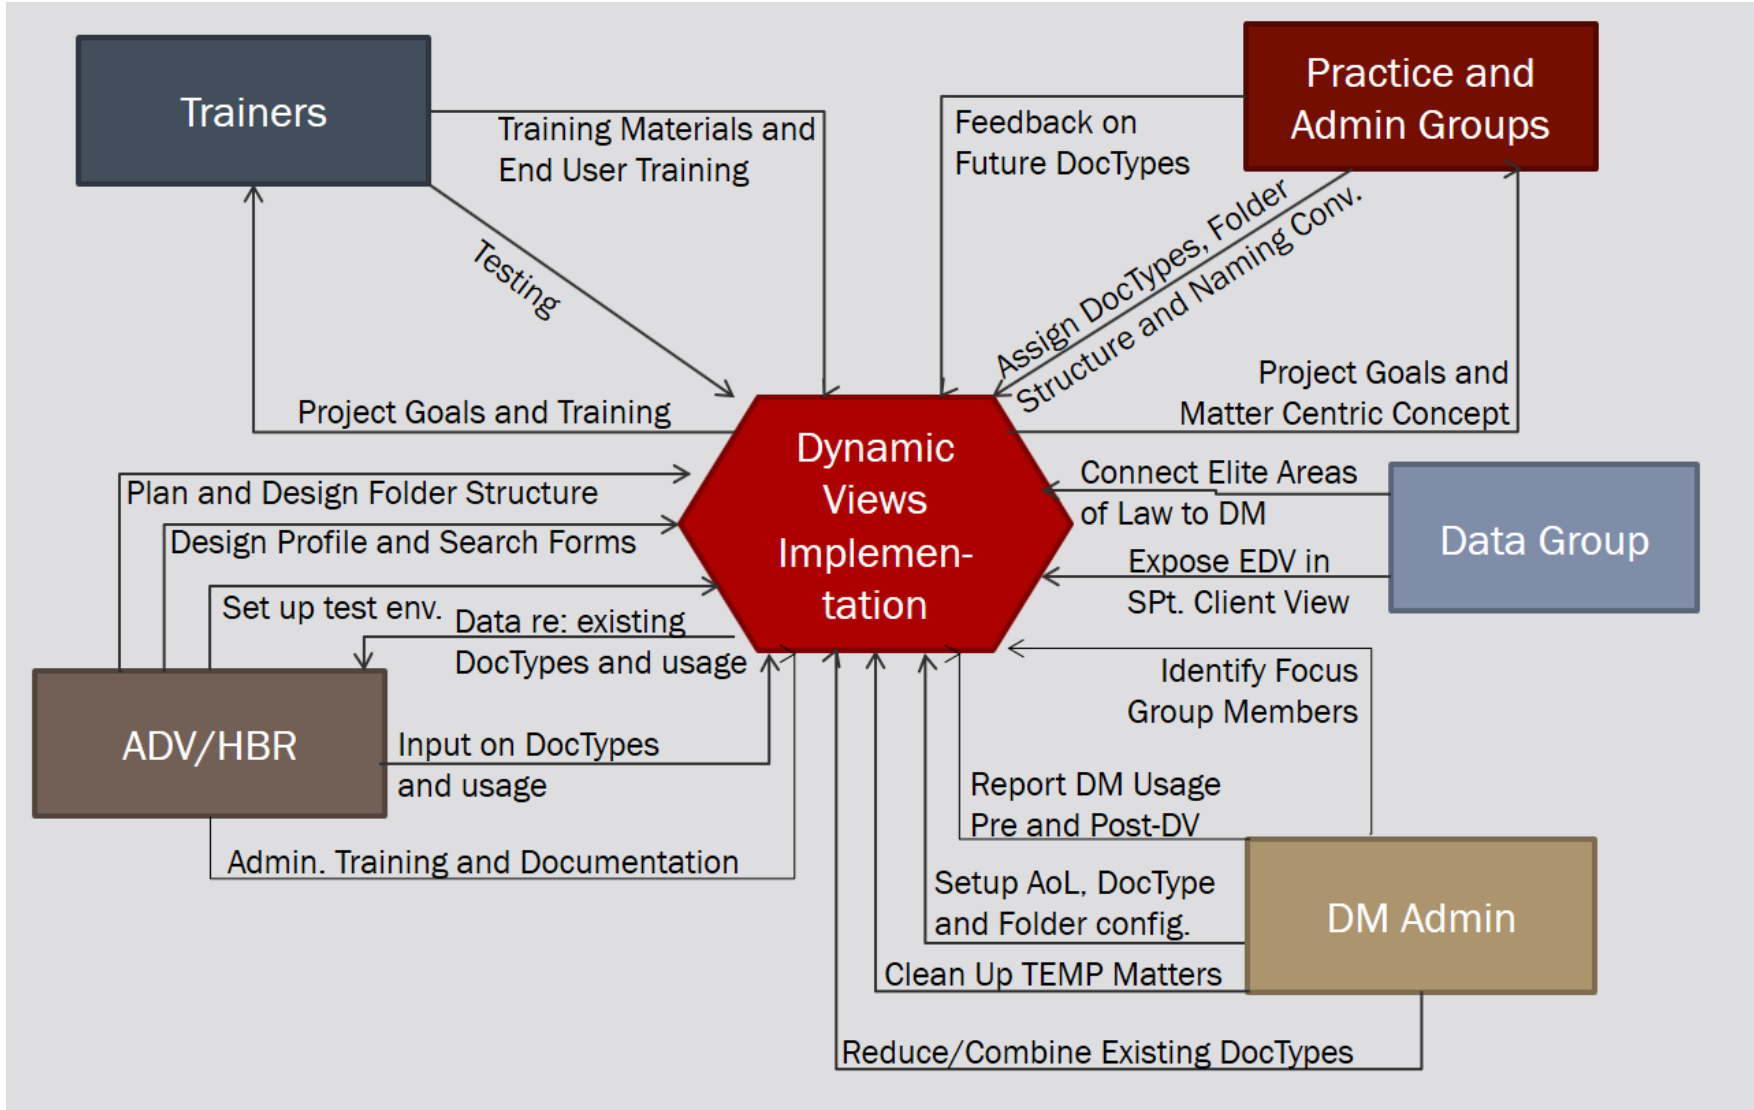 Trainers
Training Materials and
End User Training
Testing
Project Goals and Training
Practice and
Admin Groups
Feedback on
Future DocTypes
Assign DocTypes, Folder
Structure and Naming Conv.
Project Goals and
Matter Centric Concept
Dynamic
Views
Implemen-
tation
Plan and Design Folder Structure
Design Profile and Search Forms
Set up test env.
Data re: existing
DocTypes and usage
ADV/HBR
Input on DocTypes
and usage
Admin. Training and Documentation
Connect Elite Areas
of Law to DM
Data Group
Expose EDV in
SPt. Client View
Identify Focus
Group Members
Report DM Usage
Pre and Post-DV
Setup AoL, DocType
and Folder config.
DM Admin
Clean Up TEMP Matters
Reduce/Combine Existing DocTypes